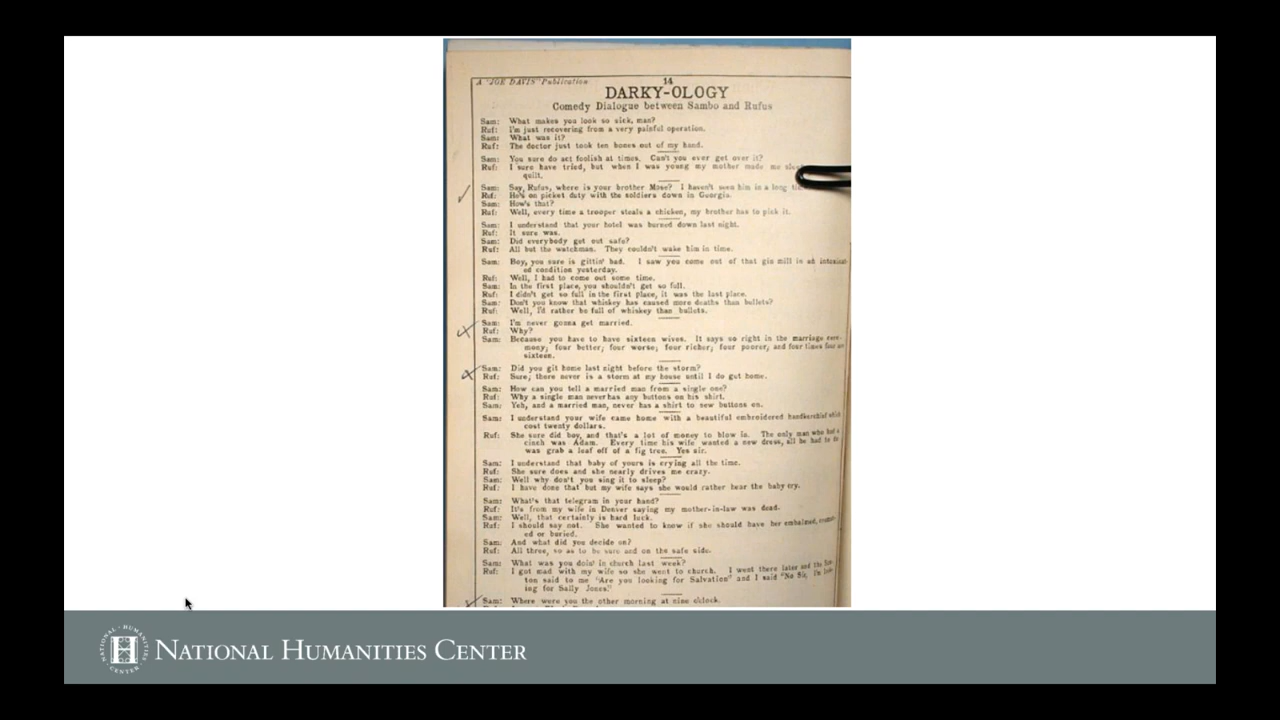 A "JOE DAVIS" Publication
14
DARKY-OLOGY
Comedy Dialogue between Sambo and Rufus
Sam: What makes you look so sick, man?
Ruf: I'm just recovering from a very painful operation.
Sam: What was it?
Ruf: The doctor just took ten bones out of my hand.
Sam: You sure do act foolish at times. Can't you ever get over it?
Ruf: I sure have tried, but when I was young my mother made me
quilt.
Sam: Say, Rufus, where is your brother Mose? I haven't seen him in a long
Ruf: He's on picket duty with the soldiers down in Georgia.
Sam: How's that?
Ruf: Well, every time a trooper steals a chicken, my brother has to pick it.
Sam: I understand that your hotel was burned down last night.
Ruf: It sure was.
Sam: Did everybody get out safe?
Ruf: All but the watchman. They couldn't wake him in time.
Sam: Boy, you sure is gittin' bad. I saw you come out of that gin mill in an intoxicat-
ed condition yesterday.
Ruf: Well, I had to come out some time.
Sam: In the first place, you shouldn't get so full.
Ruf: I didn't get so full in the first place, it was the last place.
Sam: Don't you know that whiskey has caused more deaths than bullets?
Ruf: Well, I'd rather be full of whiskey than bullets.
Sam: I'm never gonna get married.
Ruf: Why?
Sam: Because you have to have sixteen wives. It says so right in the marriage cere-
mony; four better; four worse; four richer; four poorer, and four times four are
sixteen.
Sam: Did you git home last night before the storm?
Ruf: Sure; there never is a storm at my house until I do get home.
Sam: How can you tell a married man from a single one?
Ruf: Why a single man never has any buttons on his shirt.
Sam: Yeh, and a married man, never has a shirt to sew buttons on.
Sam: I understand your wife came home with a beautiful embroidered handkerchief which
cost twenty dollars.
Ruf: She sure did boy, and that's a lot of money to blow in. The only man who had a
cinch was Adam. Every time his wife wanted a new dress, all he had to do
was grab a leaf off of a fig tree. Yes sir.
Sam: I understand that baby of yours is crying all the time.
Ruf: She sure does and she nearly drives me crazy.
Sam: Well why don't you sing it to sleep?
Ruf: I have done that but my wife says she would rather hear the baby cry.
Sam: What's that telegram in your hand?
Ruf: It's from my wife in Denver saying my mother-in-law was dead.
Sam: Well, that certainly is hard luck.
Ruf: I should say not. She wanted to know if she should have her embalmed, cremat-
ed or buried.
Sam: And what did you decide on?
Ruf: All three, so as to be sure and on the safe side.
Sam: What was you doin' in church last week?
Ruf: I got mad with my wife so she went to church. I went there later and the Sex-
ton said to me "Are you looking for Salvation" and I said "No Sir, I'm look-
ing for Sally Jones."
Sam: Where were you the other morning at nine o'clock.
NATIONAL HUMANITIES CENTER
NATIONAL HUMANITIES CENTER